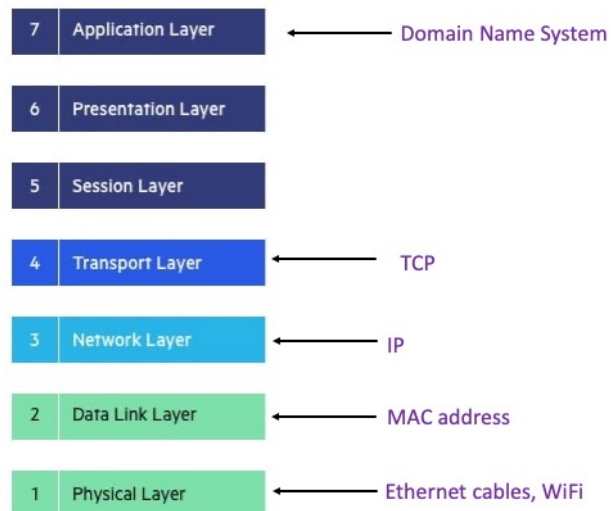 7 Application Layer Domain Name System
6 Presentation Layer
5 Session Layer
4 Transport Layer TCP
3 Network Layer IP
2 Data Link Layer MAC address
1 Physical Layer Ethernet cables, WiFi